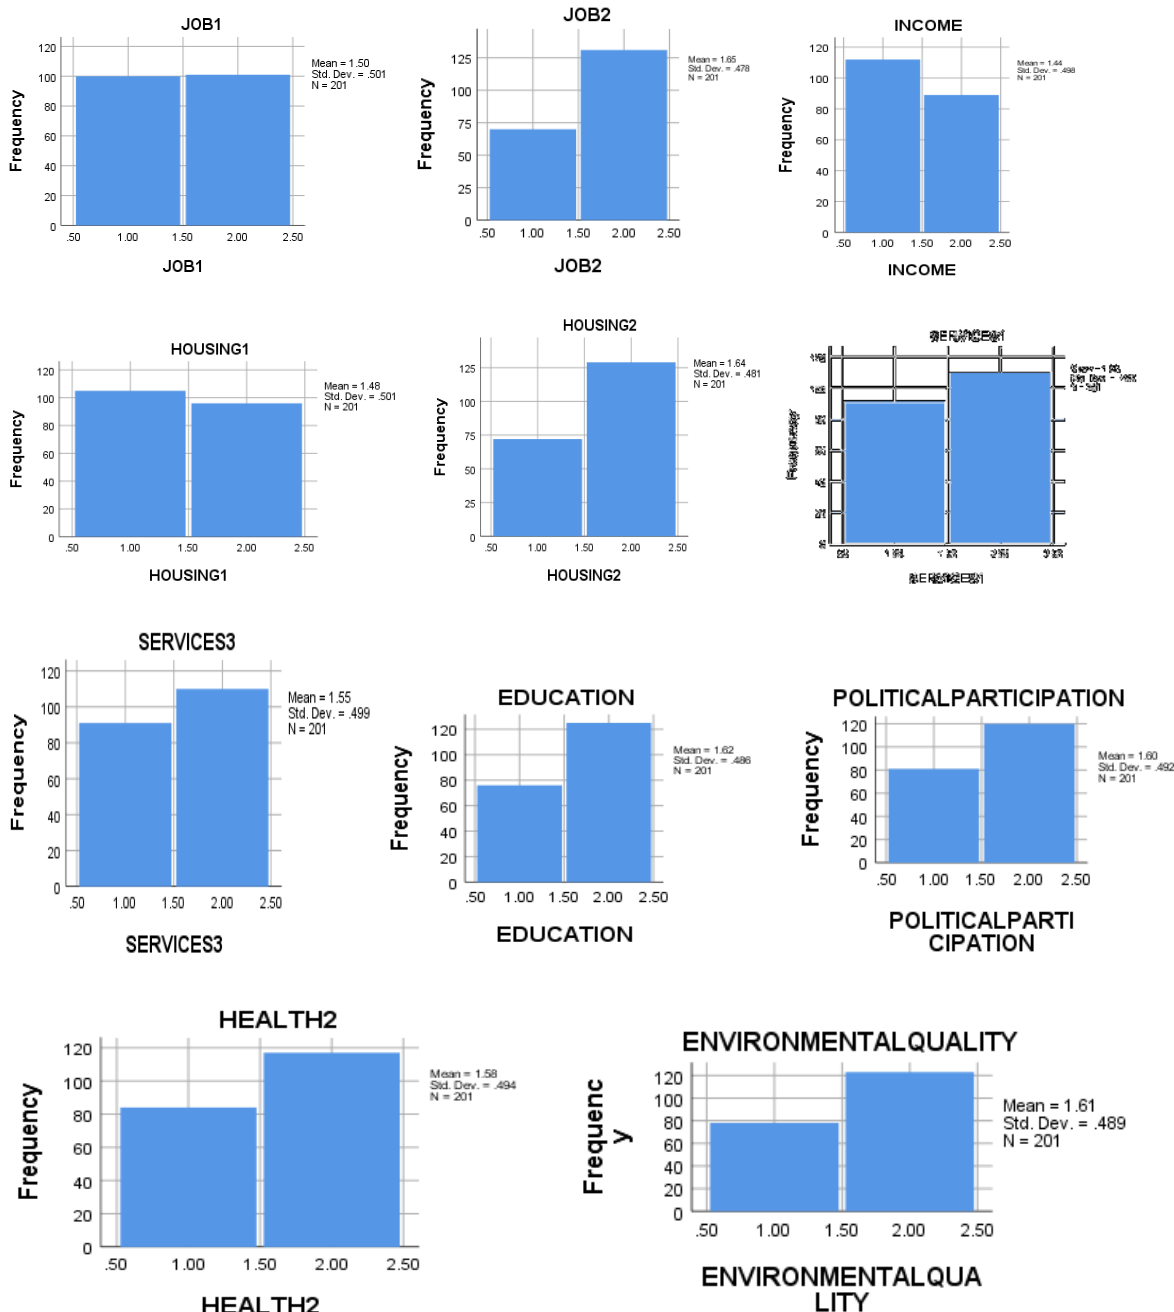 JOB1
120
100
80
60
40
20
0
Frequency
.50 1.00 1.50 2.00 2.50
JOB1
Mean = 1.50
Std. Dev. = .501
N = 201
JOB2
125
100
75
50
25
0
Frequency
.50 1.00 1.50 2.00 2.50
JOB2
Mean = 1.65
Std. Dev. = .478
N = 201
INCOME
120
100
80
60
40
20
0
Frequency
.50 1.00 1.50 2.00 2.50
INCOME
Mean = 1.44
Std. Dev. = .498
N = 201
HOUSING1
120
100
80
60
40
20
0
Frequency
.50 1.00 1.50 2.00 2.50
HOUSING1
Mean = 1.48
Std. Dev. = .501
N = 201
HOUSING2
125
100
75
50
25
0
Frequency
.50 1.00 1.50 2.00 2.50
HOUSING2
Mean = 1.64
Std. Dev. = .481
N = 201
SERVICES3
120
100
80
60
40
20
0
Frequency
.50 1.00 1.50 2.00 2.50
SERVICES3
Mean = 1.55
Std. Dev. = .499
N = 201
EDUCATION
120
100
80
60
40
20
0
Frequency
.50 1.00 1.50 2.00 2.50
EDUCATION
Mean = 1.62
Std. Dev. = .486
N = 201
POLITICALPARTICIPATION
120
100
80
60
40
20
0
Frequency
.50 1.00 1.50 2.00 2.50
POLITICALPARTI
CIPATION
Mean = 1.60
Std. Dev. = .492
N = 201
HEALTH2
120
100
80
60
40
20
0
Frequency
.50 1.00 1.50 2.00 2.50
HEALTH2
Mean = 1.58
Std. Dev. = .494
N = 201
ENVIRONMENTALQUALITY
120
100
80
60
40
20
0
Frequenc
y
.50 1.00 1.50 2.00 2.50
ENVIRONMENTALQUA
LITY
Mean = 1.61
Std. Dev. = .489
N = 201